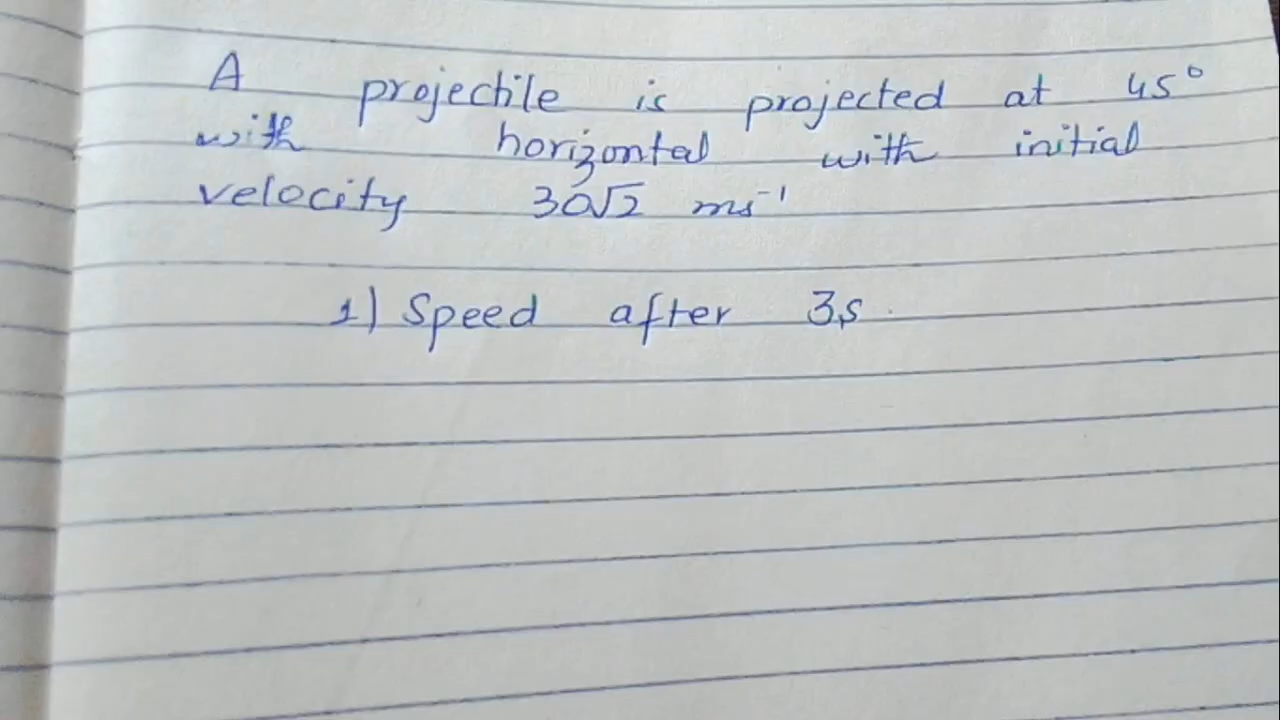 A projectile is projected at 45°
with horizontal with initial
velocity 30√2 ms⁻¹
1) Speed after 3s.